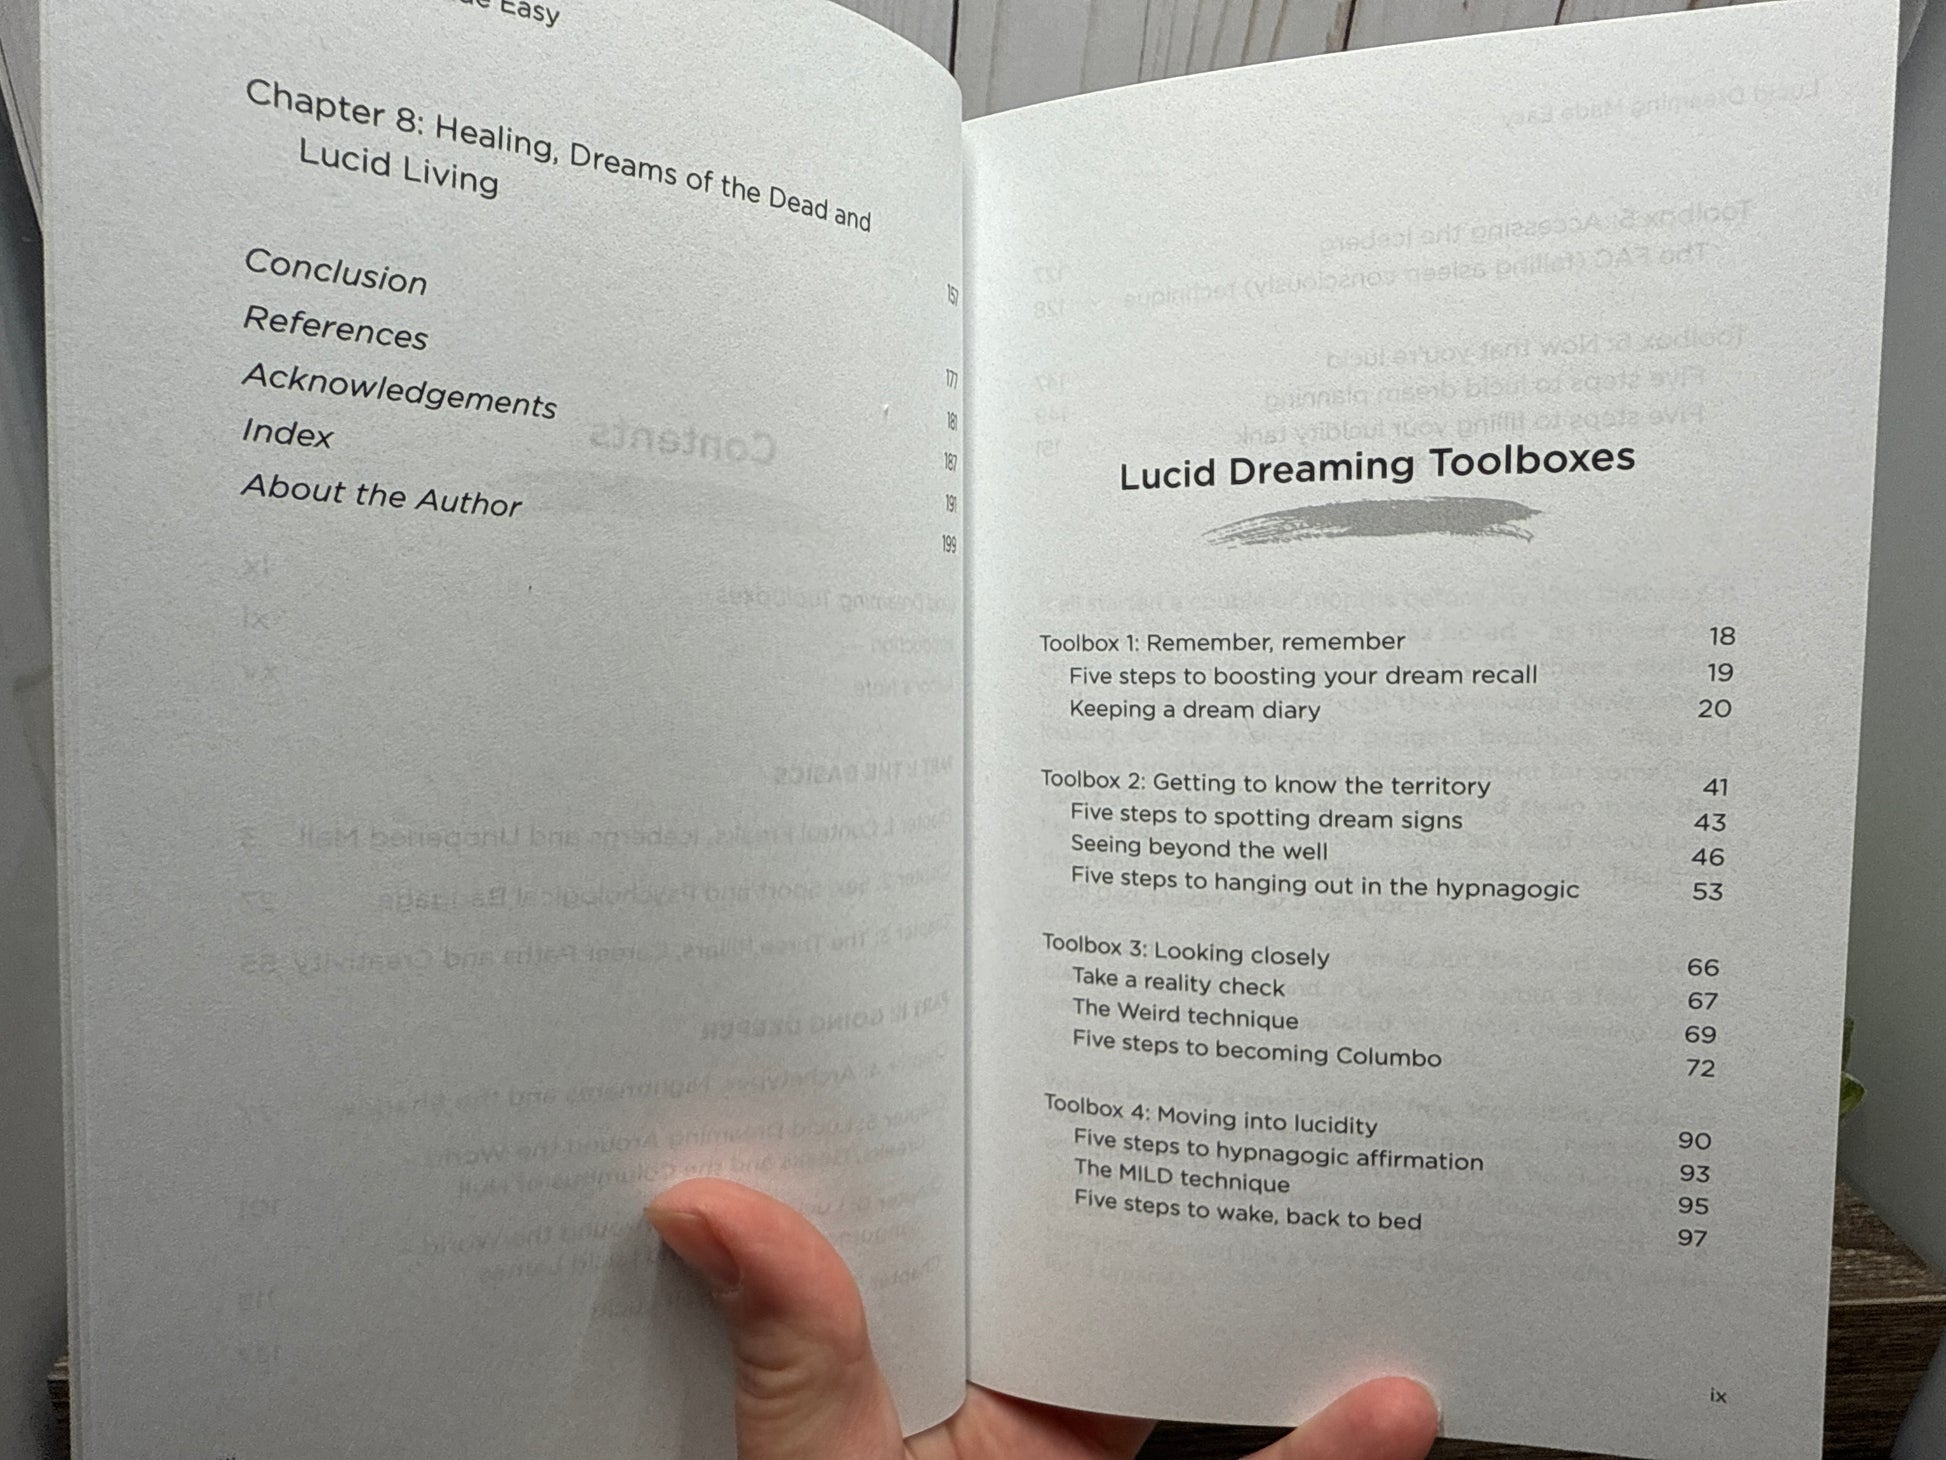 Easy
Chapter 8: Healing, Dreams of the Dead and
Lucid Living 157
Conclusion 177
References 181
Acknowledgements 187
Index 191
About the Author 199
Lucid Dreaming Toolboxes
Toolbox 1: Remember, remember 18
Five steps to boosting your dream recall 19
Keeping a dream diary 20
Toolbox 2: Getting to know the territory 41
Five steps to spotting dream signs 43
Seeing beyond the well 46
Five steps to hanging out in the hypnagogic 53
Toolbox 3: Looking closely 66
Take a reality check 67
The Weird technique 69
Five steps to becoming Columbo 72
Toolbox 4: Moving into lucidity 90
Five steps to hypnagogic affirmation 93
The MILD technique 95
Five steps to wake, back to bed 97
ix